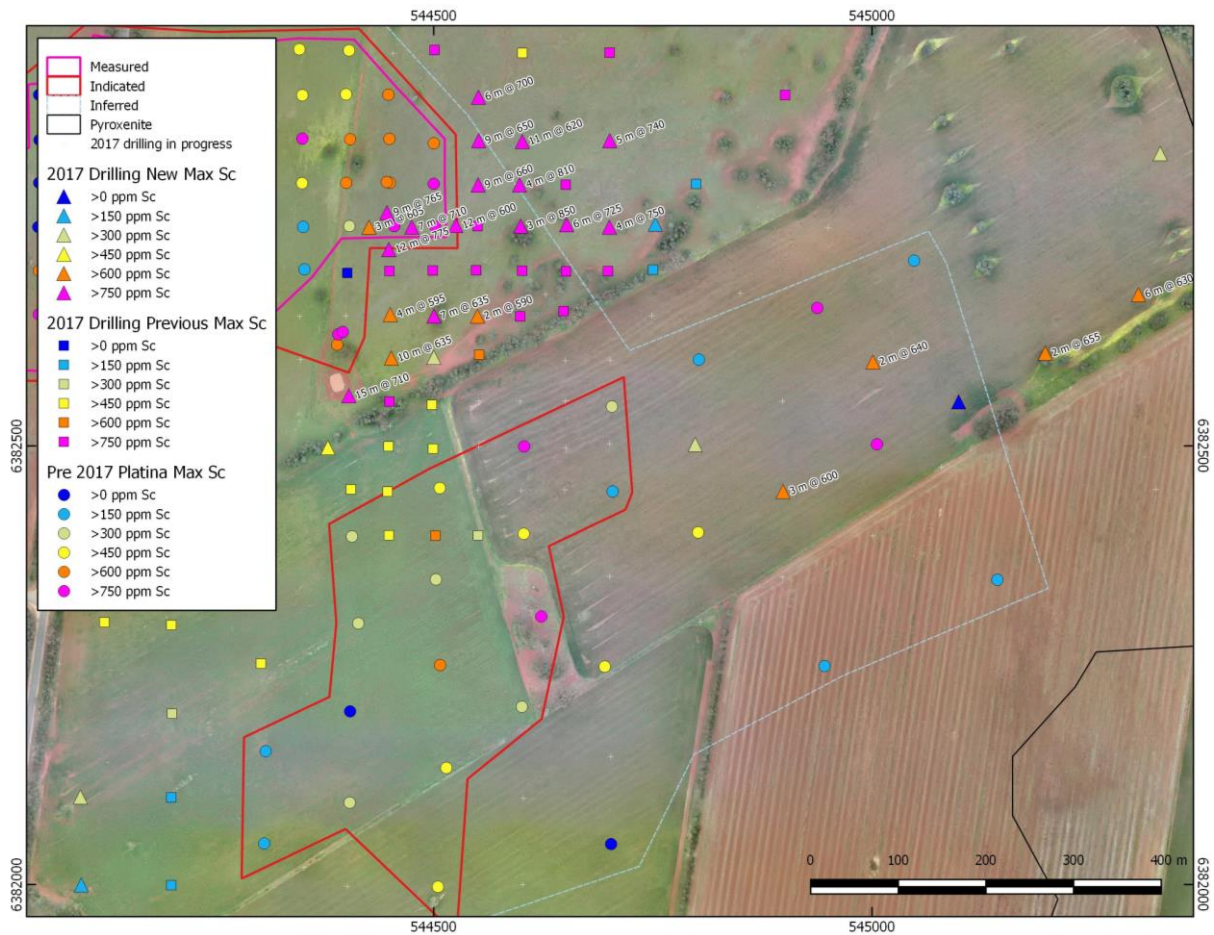 544500
545000
Measured
Indicated
Inferred
Pyroxenite
2017 drilling in progress
2017 Drilling New Max Sc
>0 ppm Sc
>150 ppm Sc
>300 ppm Sc
>450 ppm Sc
>600 ppm Sc
>750 ppm Sc
2017 Drilling Previous Max Sc
>0 ppm Sc
>150 ppm Sc
>300 ppm Sc
>450 ppm Sc
>600 ppm Sc
>750 ppm Sc
Pre 2017 Platina Max Sc
>0 ppm Sc
>150 ppm Sc
>300 ppm Sc
>450 ppm Sc
>600 ppm Sc
>750 ppm Sc
6 m @ 700
9 m @ 650
11 m @ 620
5 m @ 740
9 m @ 660
4 m @ 810
9 m @ 765
3 m @ 605
7 m @ 710
12 m @ 600
3 m @ 850
6 m @ 725
4 m @ 750
12 m @ 775
6 m @ 630
4 m @ 595
7 m @ 635
2 m @ 590
10 m @ 635
2 m @ 640
2 m @ 655
15 m @ 710
6382500
6382500
3 m @ 600
0
100
200
300
400 m
6382000
6382000
544500
545000